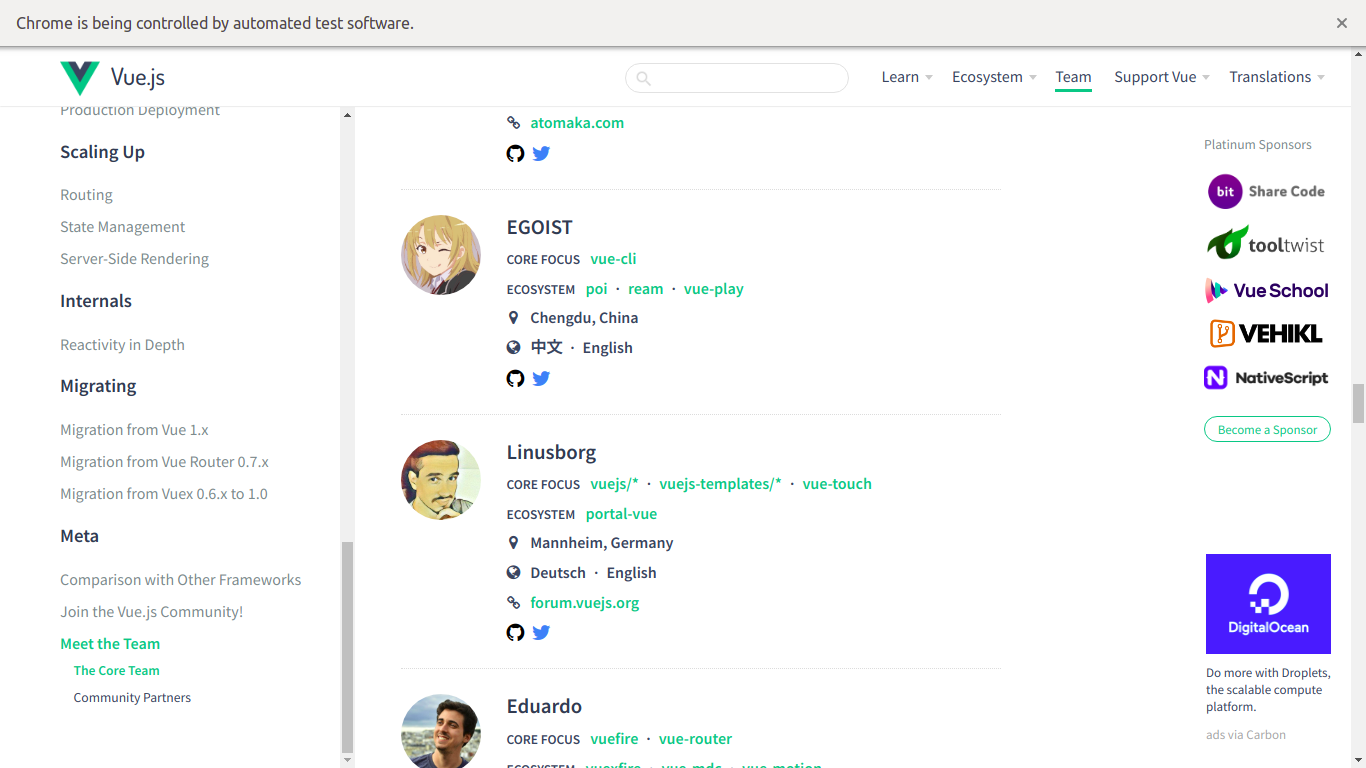 Chrome is being controlled by automated test software.
Vue.js
Learn
Ecosystem
Team
Support Vue
Translations
Production Deployment
Scaling Up
Routing
State Management
Server-Side Rendering
Internals
Reactivity in Depth
Migrating
Migration from Vue 1.x
Migration from Vue Router 0.7.x
Migration from Vuex 0.6.x to 1.0
Meta
Comparison with Other Frameworks
Join the Vue.js Community!
Meet the Team
The Core Team
Community Partners
atomaka.com
EGOIST
CORE FOCUS vue-cli
ECOSYSTEM poi · ream · vue-play
Chengdu, China
中文 · English
Linusborg
CORE FOCUS vuejs/* · vuejs-templates/* · vue-touch
ECOSYSTEM portal-vue
Mannheim, Germany
Deutsch · English
forum.vuejs.org
Eduardo
CORE FOCUS vuefire · vue-router
ECOSYSTEM vuexfire · vue-mdc · vue-motion
Platinum Sponsors
bit Share Code
tooltwist
Vue School
VEHIKL
NativeScript
Become a Sponsor
DigitalOcean
Do more with Droplets,
the scalable compute
platform.
ads via Carbon